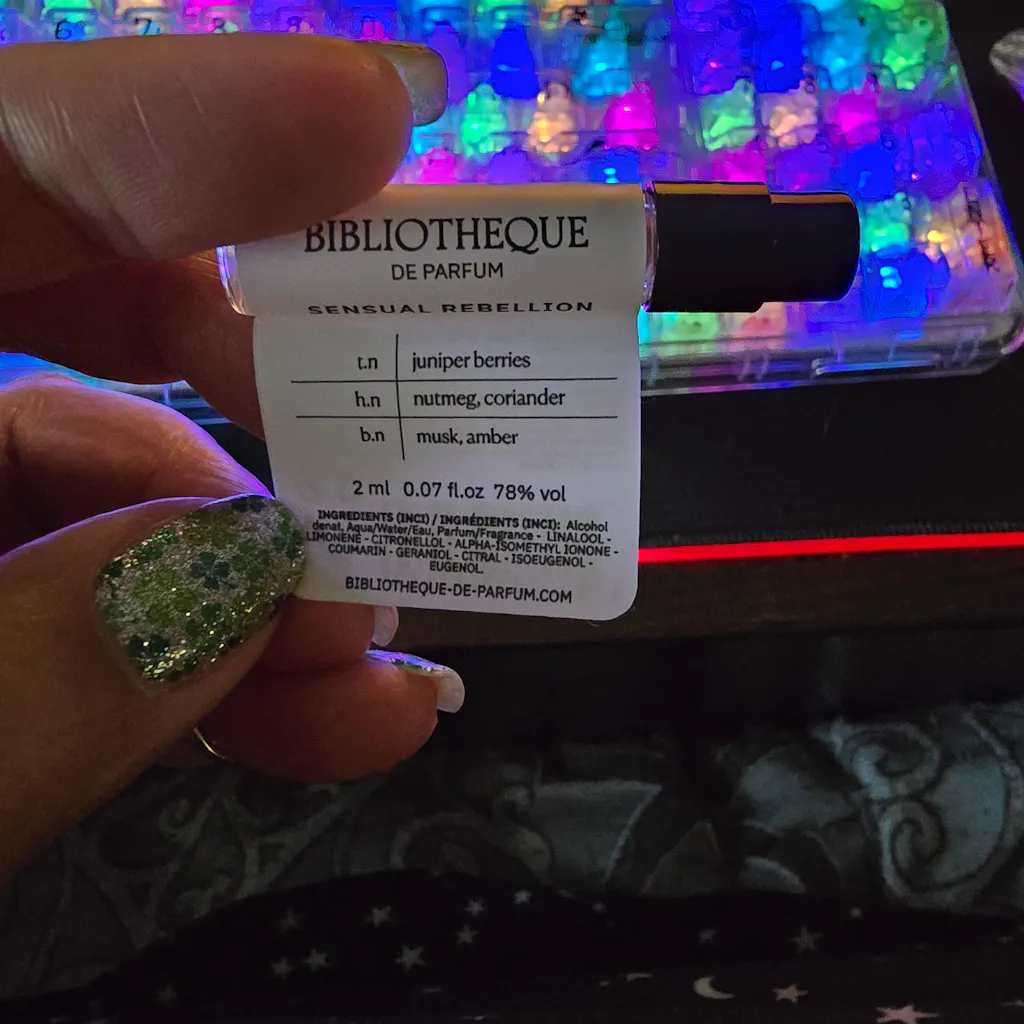 BIBLIOTHEQUE
DE PARFUM
SENSUAL REBELLION
t.n juniper berries
h.n nutmeg, coriander
b.n musk, amber
2 ml 0.07 fl.oz 78% vol
INGREDIENTS (INCI) / INGRÉDIENTS (INCI): Alcohol
denat, Aqua/Water/Eau, Parfum/Fragrance - LINALOOL -
LIMONENE - CITRONELLOL - ALPHA-ISOMETHYL IONONE -
COUMARIN - GERANIOL - CITRAL - ISOEUGENOL -
EUGENOL.
BIBLIOTHEQUE-DE-PARFUM.COM